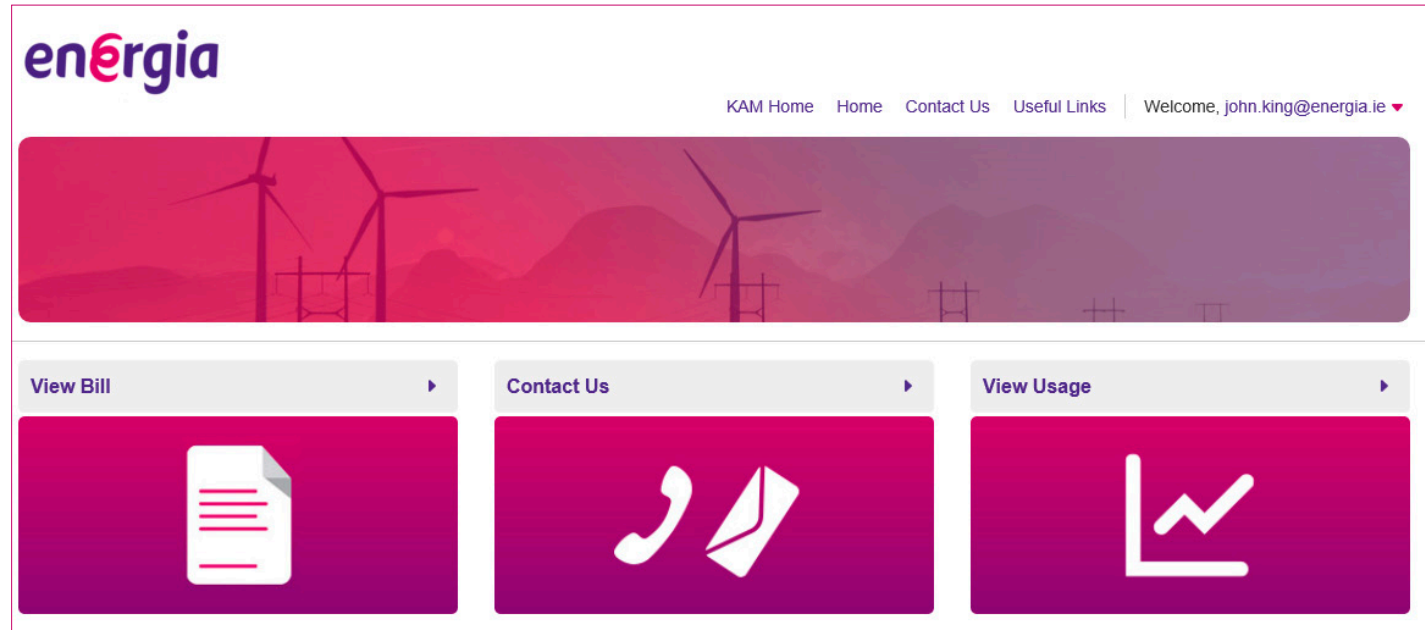 energia
KAM Home Home Contact Us Useful Links Welcome, john.king@energia.ie
View Bill
Contact Us
View Usage